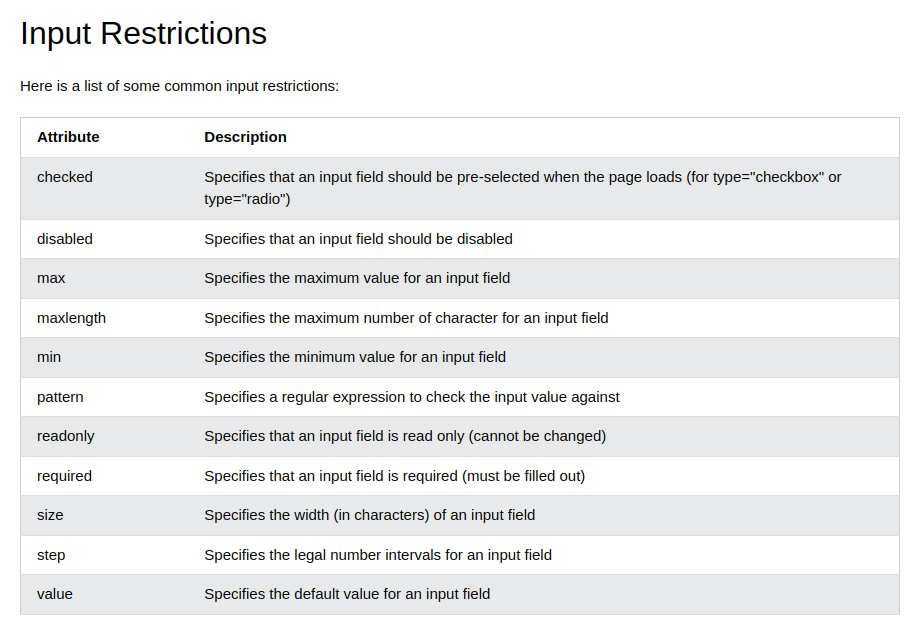 Input Restrictions
Here is a list of some common input restrictions:
Attribute Description
checked Specifies that an input field should be pre-selected when the page loads (for type="checkbox" or
type="radio")
disabled Specifies that an input field should be disabled
max Specifies the maximum value for an input field
maxlength Specifies the maximum number of character for an input field
min Specifies the minimum value for an input field
pattern Specifies a regular expression to check the input value against
readonly Specifies that an input field is read only (cannot be changed)
required Specifies that an input field is required (must be filled out)
size Specifies the width (in characters) of an input field
step Specifies the legal number intervals for an input field
value Specifies the default value for an input field